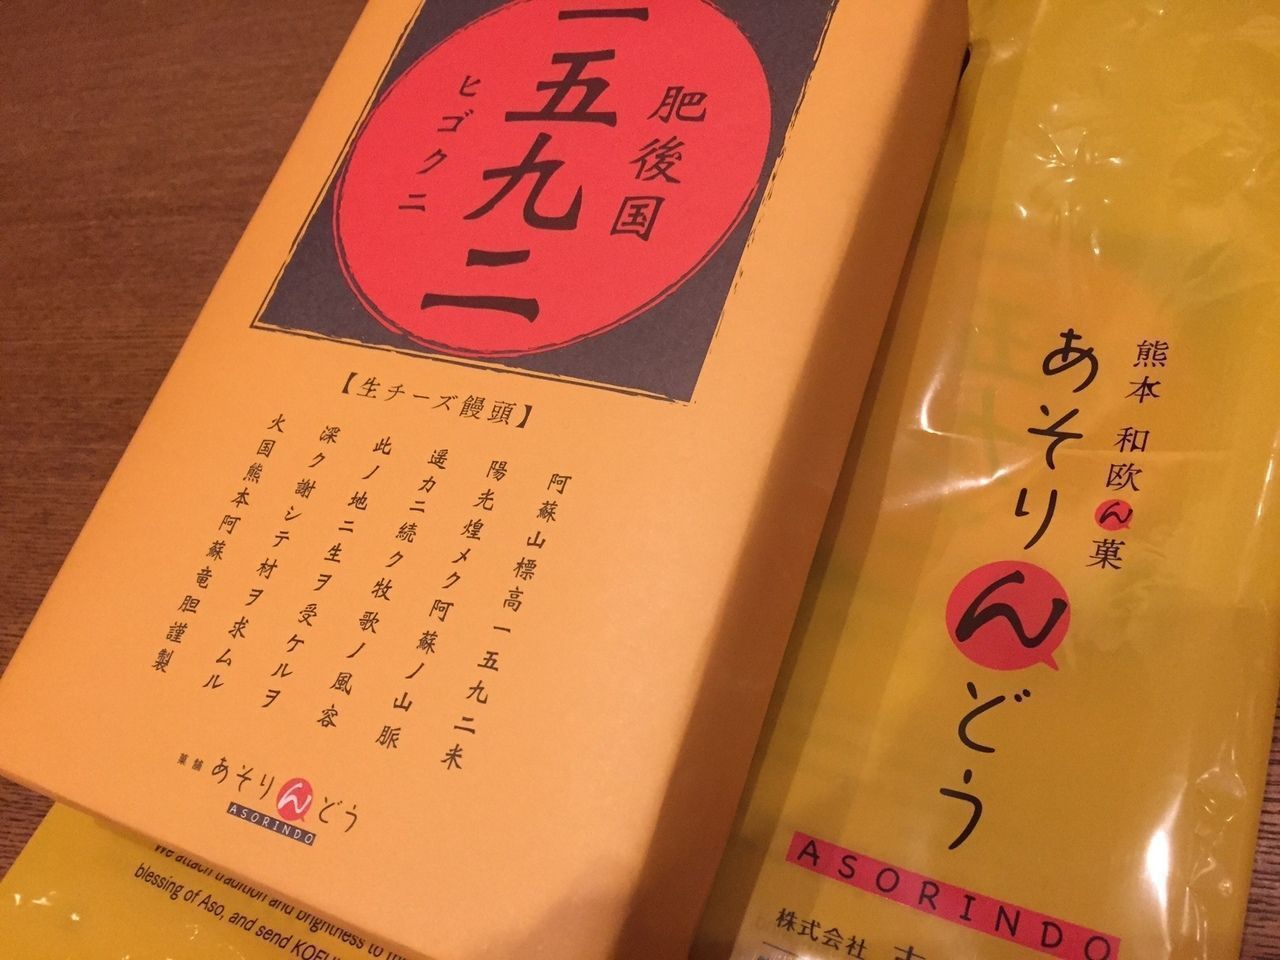 肥後国
一五九二
ヒゴクニ
【生チーズ饅頭】
阿蘇山標高一五九二米
陽光煌メク阿蘇ノ山脈
遥カニ続ク牧歌ノ風容
此ノ地ニ生ヲ受ケルヲ
深ク謝シテ材ヲ求ムル
火国熊本阿蘇竜胆謹製
菓舗 あそりんどう
ASORINDO
We attach tradition and brightness to
blessing of Aso, and send
熊本 和欧ん菓
あそりんどう
ASORINDO
株式会社